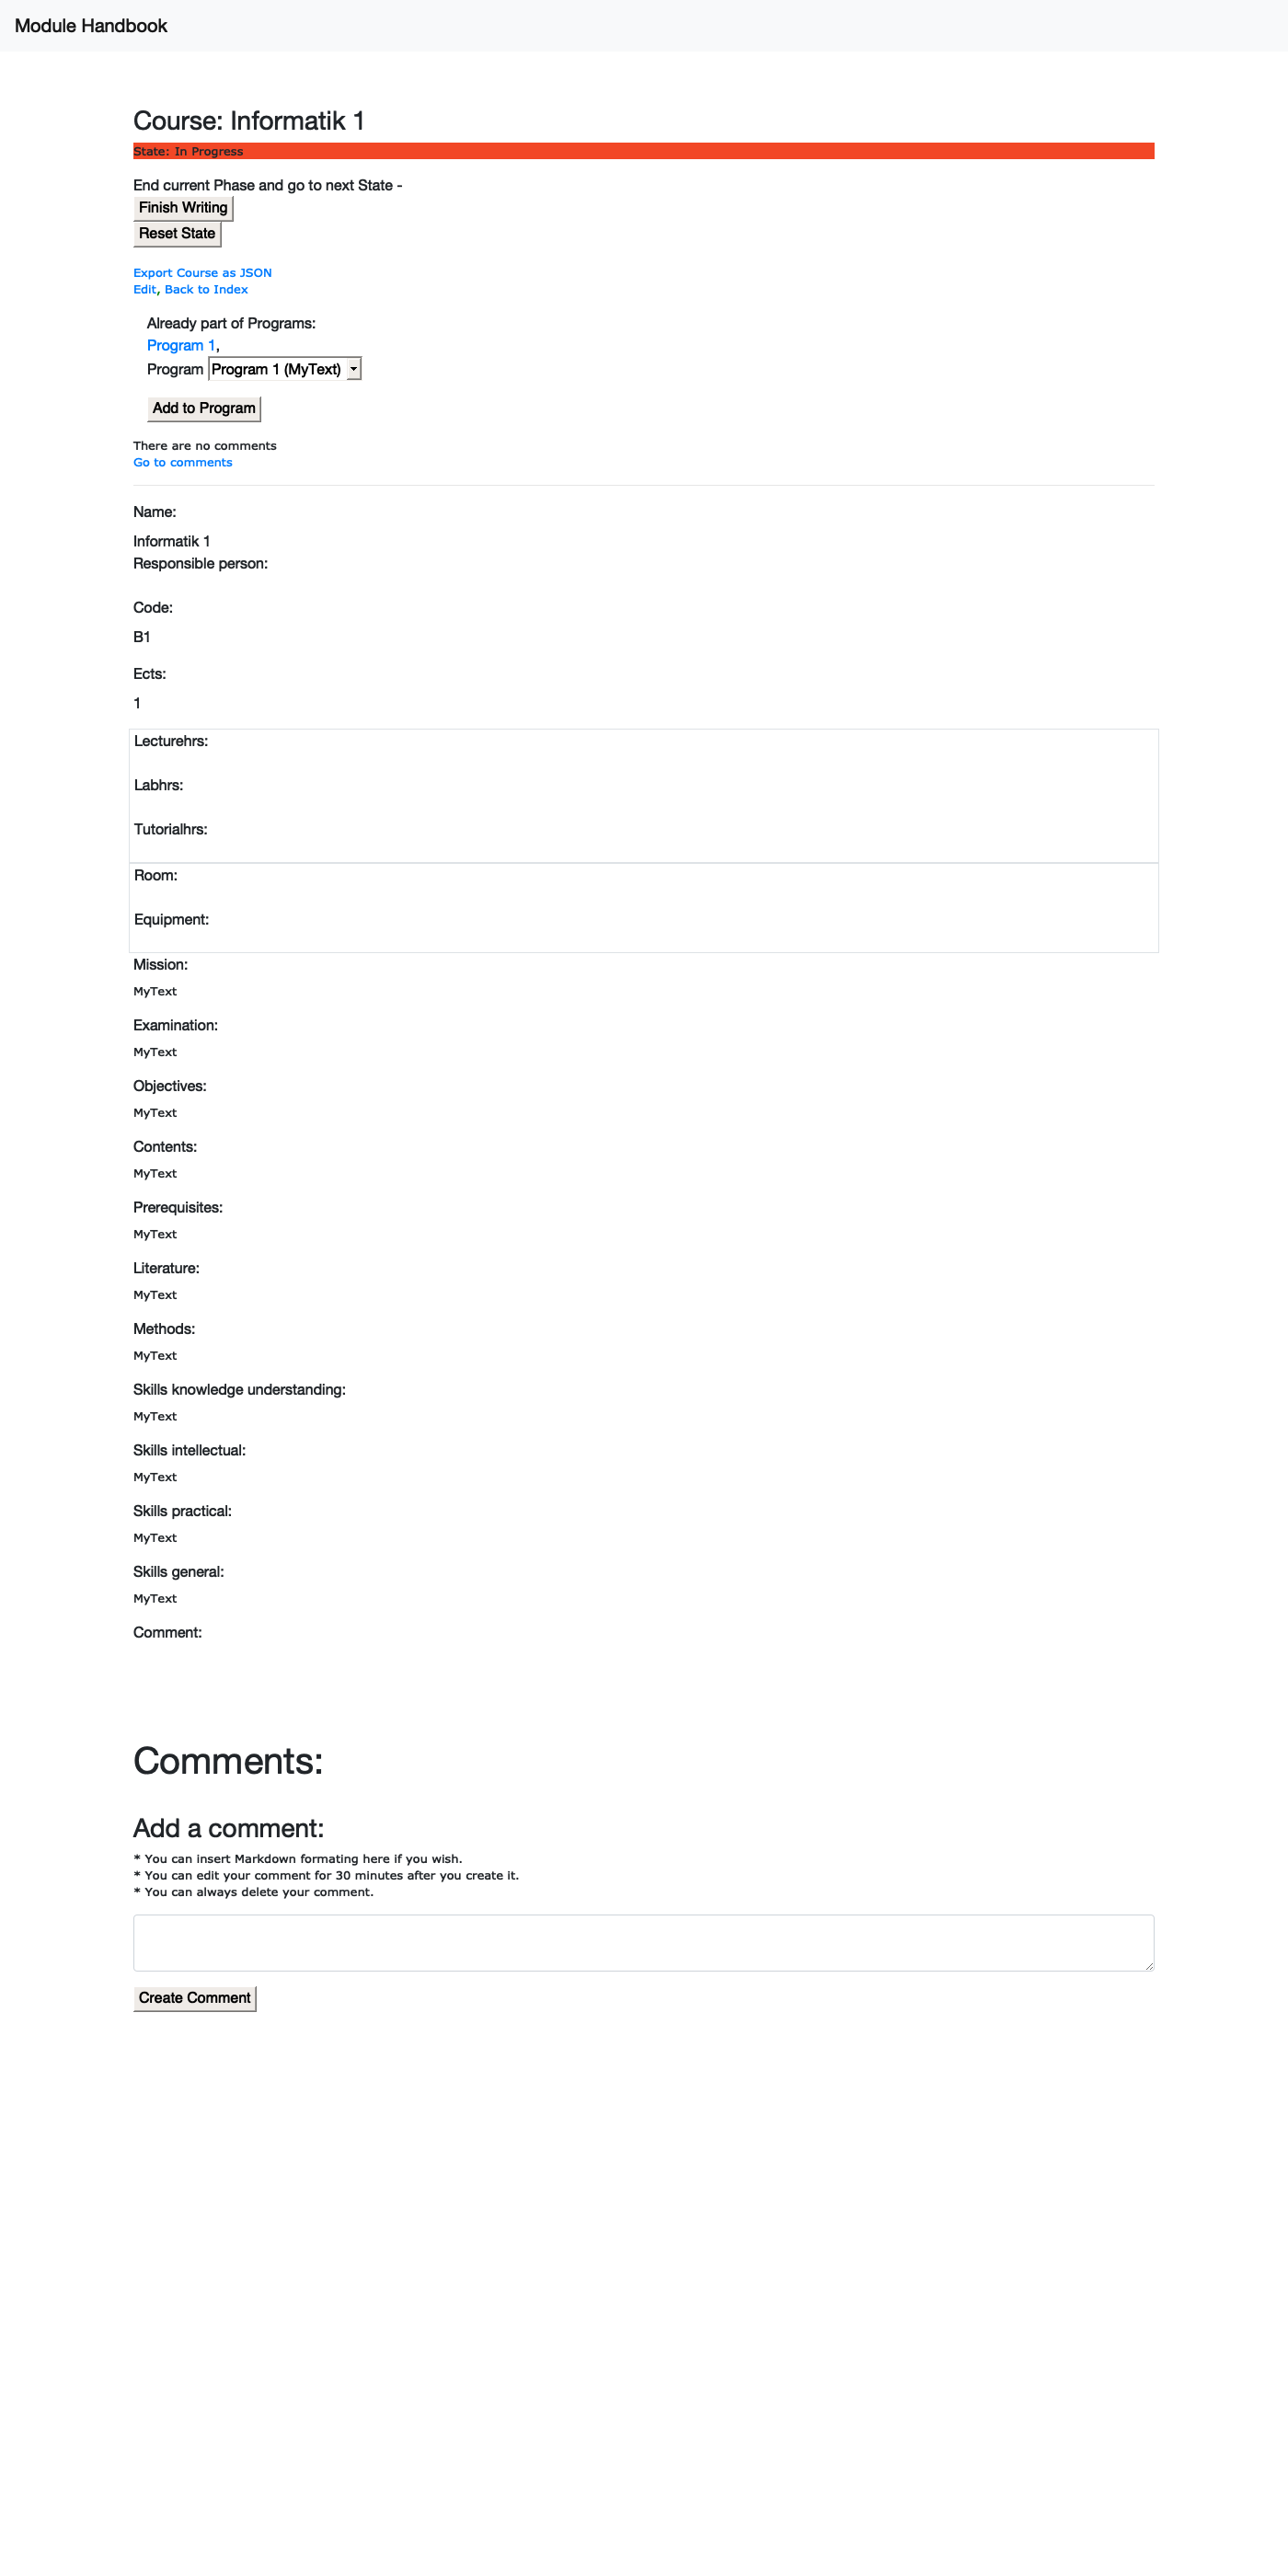 Module Handbook
Course: Informatik 1
State: In Progress
End current Phase and go to next State -
Finish Writing
Reset State
Export Course as JSON
Edit, Back to Index
Already part of Programs:
Program 1,
Program Program 1 (MyText)
Add to Program
There are no comments
Go to comments
Name:
Informatik 1
Responsible person:
Code:
B1
Ects:
1
Lecturehrs:
Labhrs:
Tutorialhrs:
Room:
Equipment:
Mission:
MyText
Examination:
MyText
Objectives:
MyText
Contents:
MyText
Prerequisites:
MyText
Literature:
MyText
Methods:
MyText
Skills knowledge understanding:
MyText
Skills intellectual:
MyText
Skills practical:
MyText
Skills general:
MyText
Comment:
Comments:
Add a comment:
* You can insert Markdown formating here if you wish.
* You can edit your comment for 30 minutes after you create it.
* You can always delete your comment.
Create Comment